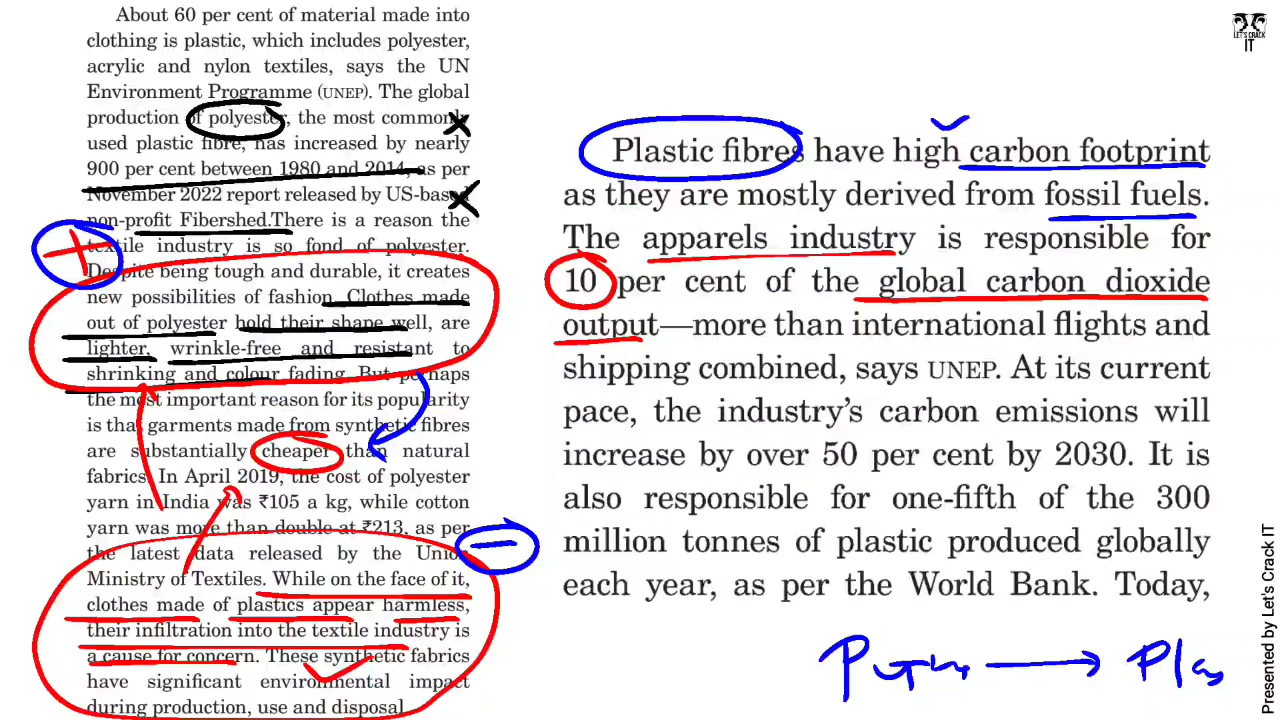 About 60 per cent of material made into
clothing is plastic, which includes polyester,
acrylic and nylon textiles, says the UN
Environment Programme (UNEP). The global
production of polyester, the most commonly
used plastic fibre, has increased by nearly
900 per cent between 1980 and 2014, as per
November 2022 report released by US-based
non-profit Fibershed.There is a reason the
textile industry is so fond of polyester.
Despite being tough and durable, it creates
new possibilities of fashion. Clothes made
out of polyester hold their shape well, are
lighter, wrinkle-free and resistant to
shrinking and colour fading. But perhaps
the most important reason for its popularity
is that garments made from synthetic fibres
are substantially cheaper than natural
fabrics. In April 2019, the cost of polyester
yarn in India was ₹105 a kg, while cotton
yarn was more than double at ₹213, as per
the latest data released by the Union
Ministry of Textiles. While on the face of it,
clothes made of plastics appear harmless,
their infiltration into the textile industry is
a cause for concern. These synthetic fabrics
have significant environmental impact
during production, use and disposal
LET'S CRACK
IT
Plastic fibres have high carbon footprint
as they are mostly derived from fossil fuels.
The apparels industry is responsible for
10 per cent of the global carbon dioxide
output—more than international flights and
shipping combined, says UNEP. At its current
pace, the industry's carbon emissions will
increase by over 50 per cent by 2030. It is
also responsible for one-fifth of the 300
million tonnes of plastic produced globally
each year, as per the World Bank. Today,
Plas
Presented by Let's Crack IT